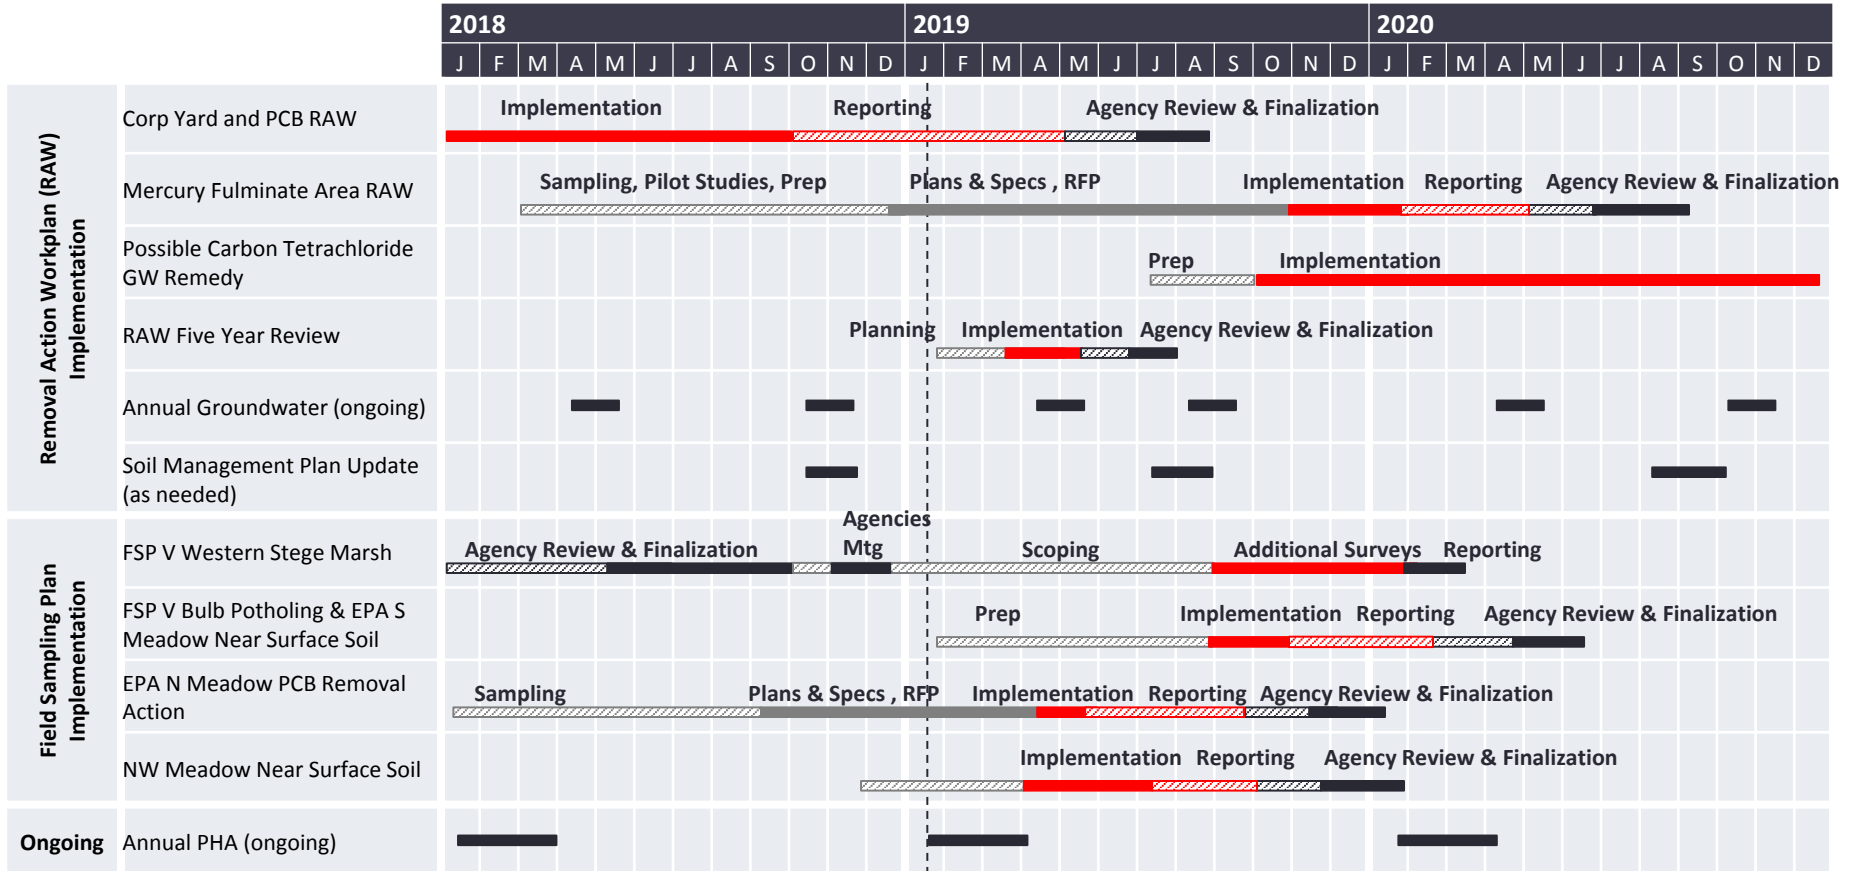 2018 2019 2020
J F M A M J J A S O N D J F M A M J J A S O N D J F M A M J J A S O N D
Removal Action Workplan (RAW)
Implementation
Corp Yard and PCB RAW
Implementation Reporting Agency Review & Finalization
Mercury Fulminate Area RAW
Sampling, Pilot Studies, Prep Plans & Specs , RFP Implementation Reporting Agency Review & Finalization
Possible Carbon Tetrachloride
GW Remedy
Prep Implementation
RAW Five Year Review
Planning Implementation Agency Review & Finalization
Annual Groundwater (ongoing)
Soil Management Plan Update
(as needed)
Field Sampling Plan
Implementation
FSP V Western Stege Marsh
Agency Review & Finalization
Agencies
Mtg
Scoping Additional Surveys Reporting
FSP V Bulb Potholing & EPA S
Meadow Near Surface Soil
Prep Implementation Reporting Agency Review & Finalization
EPA N Meadow PCB Removal
Action
Sampling Plans & Specs , RFP Implementation Reporting Agency Review & Finalization
NW Meadow Near Surface Soil
Implementation Reporting Agency Review & Finalization
Ongoing
Annual PHA (ongoing)